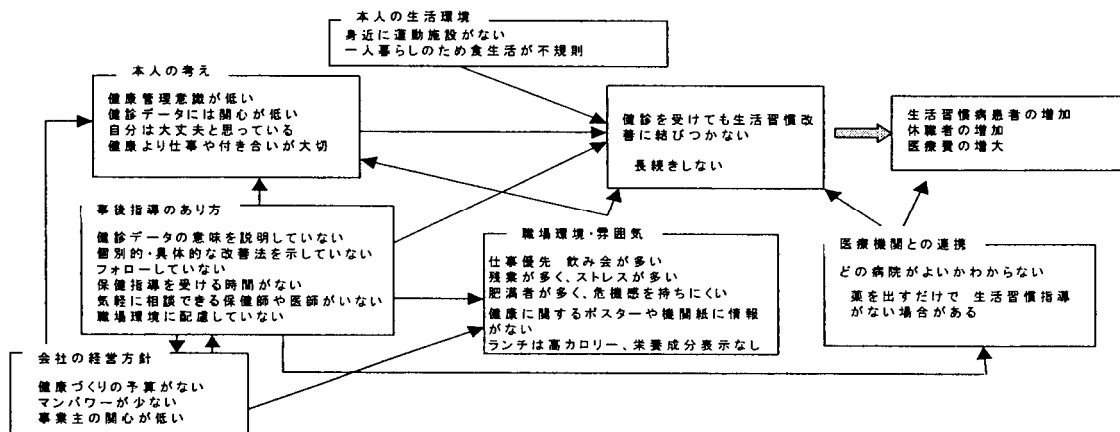 本人の生活環境
身近に運動施設がない
一人暮らしのため食生活が不規則
本人の考え
健康管理意識が低い
健診データには関心が低い
自分は大丈夫と思っている
健康より仕事や付き合いが大切
健診を受けても生活習慣改
善に結びつかない
長続きしない
生活習慣病患者の増加
休職者の増加
医療費の増大
事後指導のあり方
健診データの意味を説明していない
個別的・具体的な改善法を示していない
フォローしていない
保健指導を受ける時間がない
気軽に相談できる保健師や医師がいない
職場環境に配慮していない
職場環境・雰囲気
仕事優先 飲み会が多い
残業が多く、ストレスが多い
肥満者が多く、危機感を持ちにくい
健康に関するポスターや機関紙に情報
がない
ランチは高カロリー、栄養成分表示なし
医療機関との連携
どの病院がよいかわからない
薬を出すだけで 生活習慣指導
がない場合がある
会社の経営方針
健康づくりの予算がない
マンパワーが少ない
事業主の関心が低い